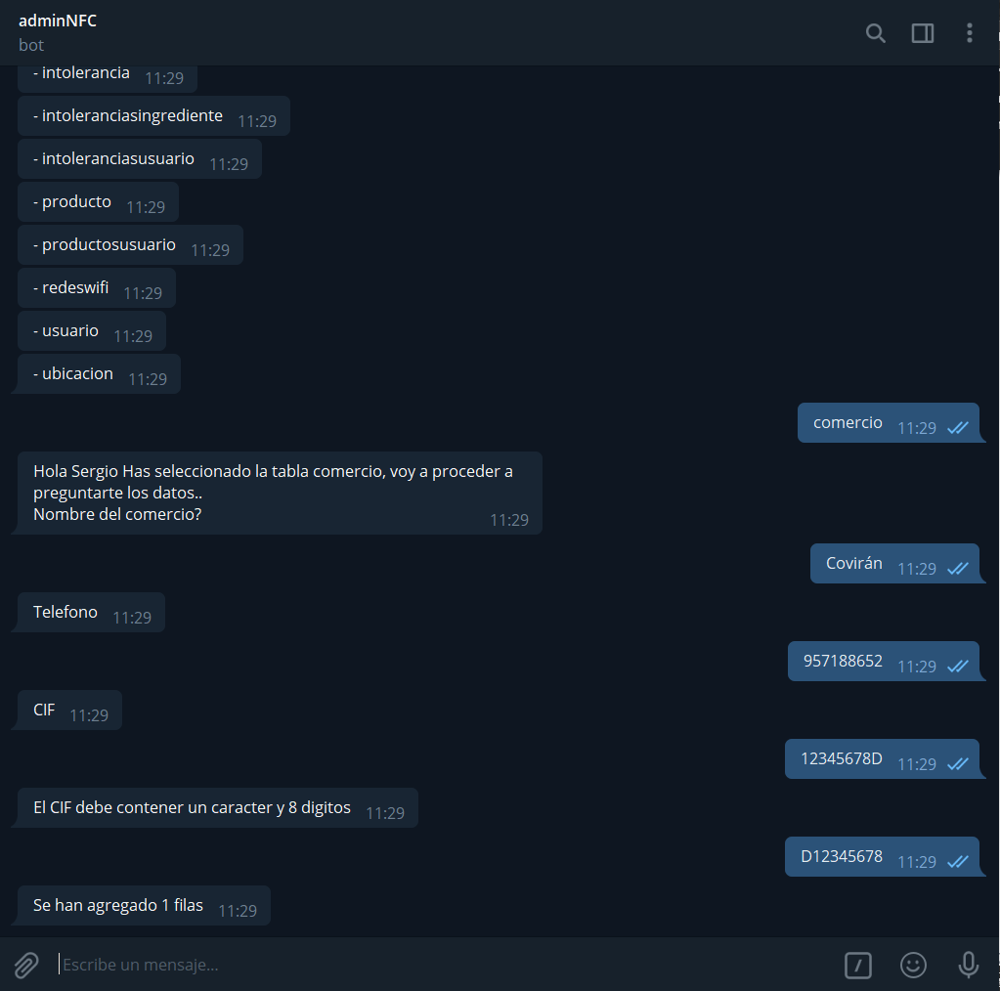 adminNFC
bot
- intolerancia 11:29
- intoleranciasingrediente 11:29
- intoleranciasusuario 11:29
- producto 11:29
- productosusuario 11:29
- redeswifi 11:29
- usuario 11:29
- ubicacion 11:29
comercio 11:29
Hola Sergio Has seleccionado la tabla comercio, voy a proceder a
preguntarte los datos..
Nombre del comercio? 11:29
Covirán 11:29
Telefono 11:29
957188652 11:29
CIF 11:29
12345678D 11:29
El CIF debe contener un caracter y 8 digitos 11:29
D12345678 11:29
Se han agregado 1 filas 11:29
Escribe un mensaje...